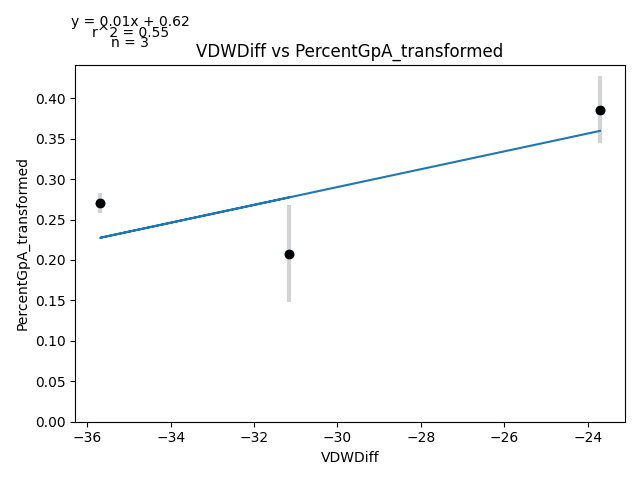 y = 0.01x + 0.62
r^2 = 0.55
n = 3
VDWDiff vs PercentGpA_transformed
PercentGpA_transformed
0.40
0.35
0.30
0.25
0.20
0.15
0.10
0.05
0.00
−36 −34 −32 −30 −28 −26 −24
VDWDiff